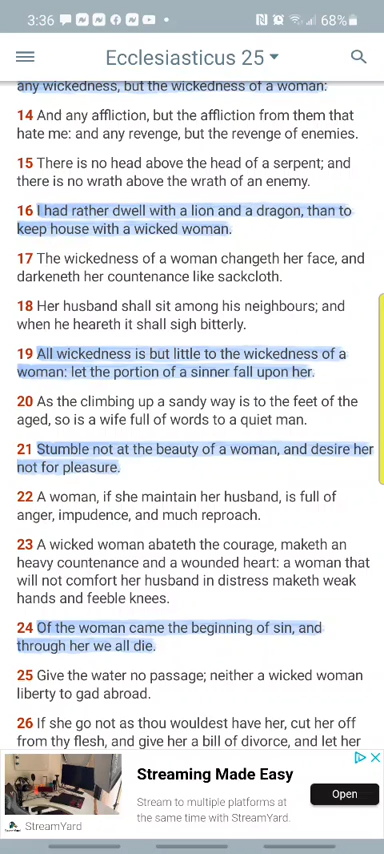 3:36
68%
Ecclesiasticus 25
any wickedness, but the wickedness of a woman:
14 And any affliction, but the affliction from them that
hate me: and any revenge, but the revenge of enemies.
15 There is no head above the head of a serpent; and
there is no wrath above the wrath of an enemy.
16 I had rather dwell with a lion and a dragon, than to
keep house with a wicked woman.
17 The wickedness of a woman changeth her face, and
darkeneth her countenance like sackcloth.
18 Her husband shall sit among his neighbours; and
when he heareth it shall sigh bitterly.
19 All wickedness is but little to the wickedness of a
woman: let the portion of a sinner fall upon her.
20 As the climbing up a sandy way is to the feet of the
aged, so is a wife full of words to a quiet man.
21 Stumble not at the beauty of a woman, and desire her
not for pleasure.
22 A woman, if she maintain her husband, is full of
anger, impudence, and much reproach.
23 A wicked woman abateth the courage, maketh an
heavy countenance and a wounded heart: a woman that
will not comfort her husband in distress maketh weak
hands and feeble knees.
24 Of the woman came the beginning of sin, and
through her we all die.
25 Give the water no passage; neither a wicked woman
liberty to gad abroad.
26 If she go not as thou wouldest have her, cut her off
from thy flesh, and give her a bill of divorce, and let her
Streaming Made Easy
Stream to multiple platforms at
the same time with StreamYard.
Open
StreamYard